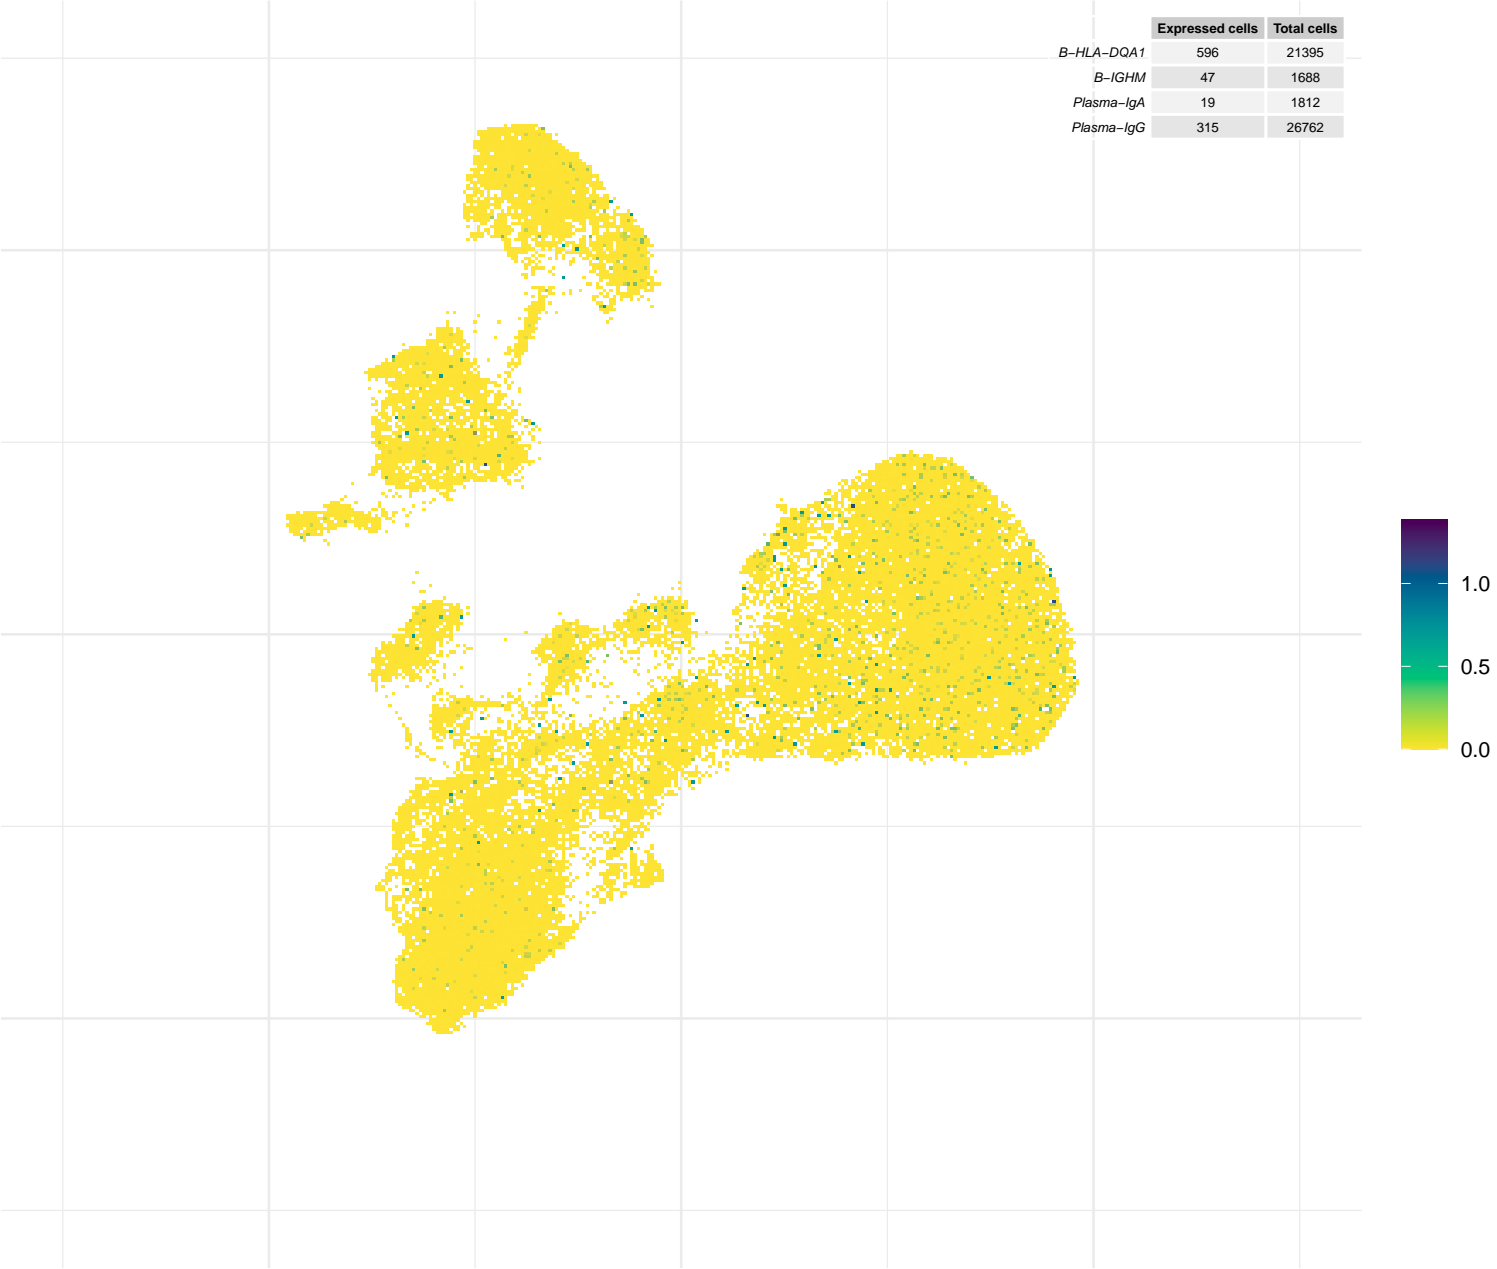 Expressed cells Total cells
B−HLA−DQA1 596 21395
B−IGHM 47 1688
Plasma−IgA 19 1812
Plasma−IgG 315 26762
1.0
0.5
0.0